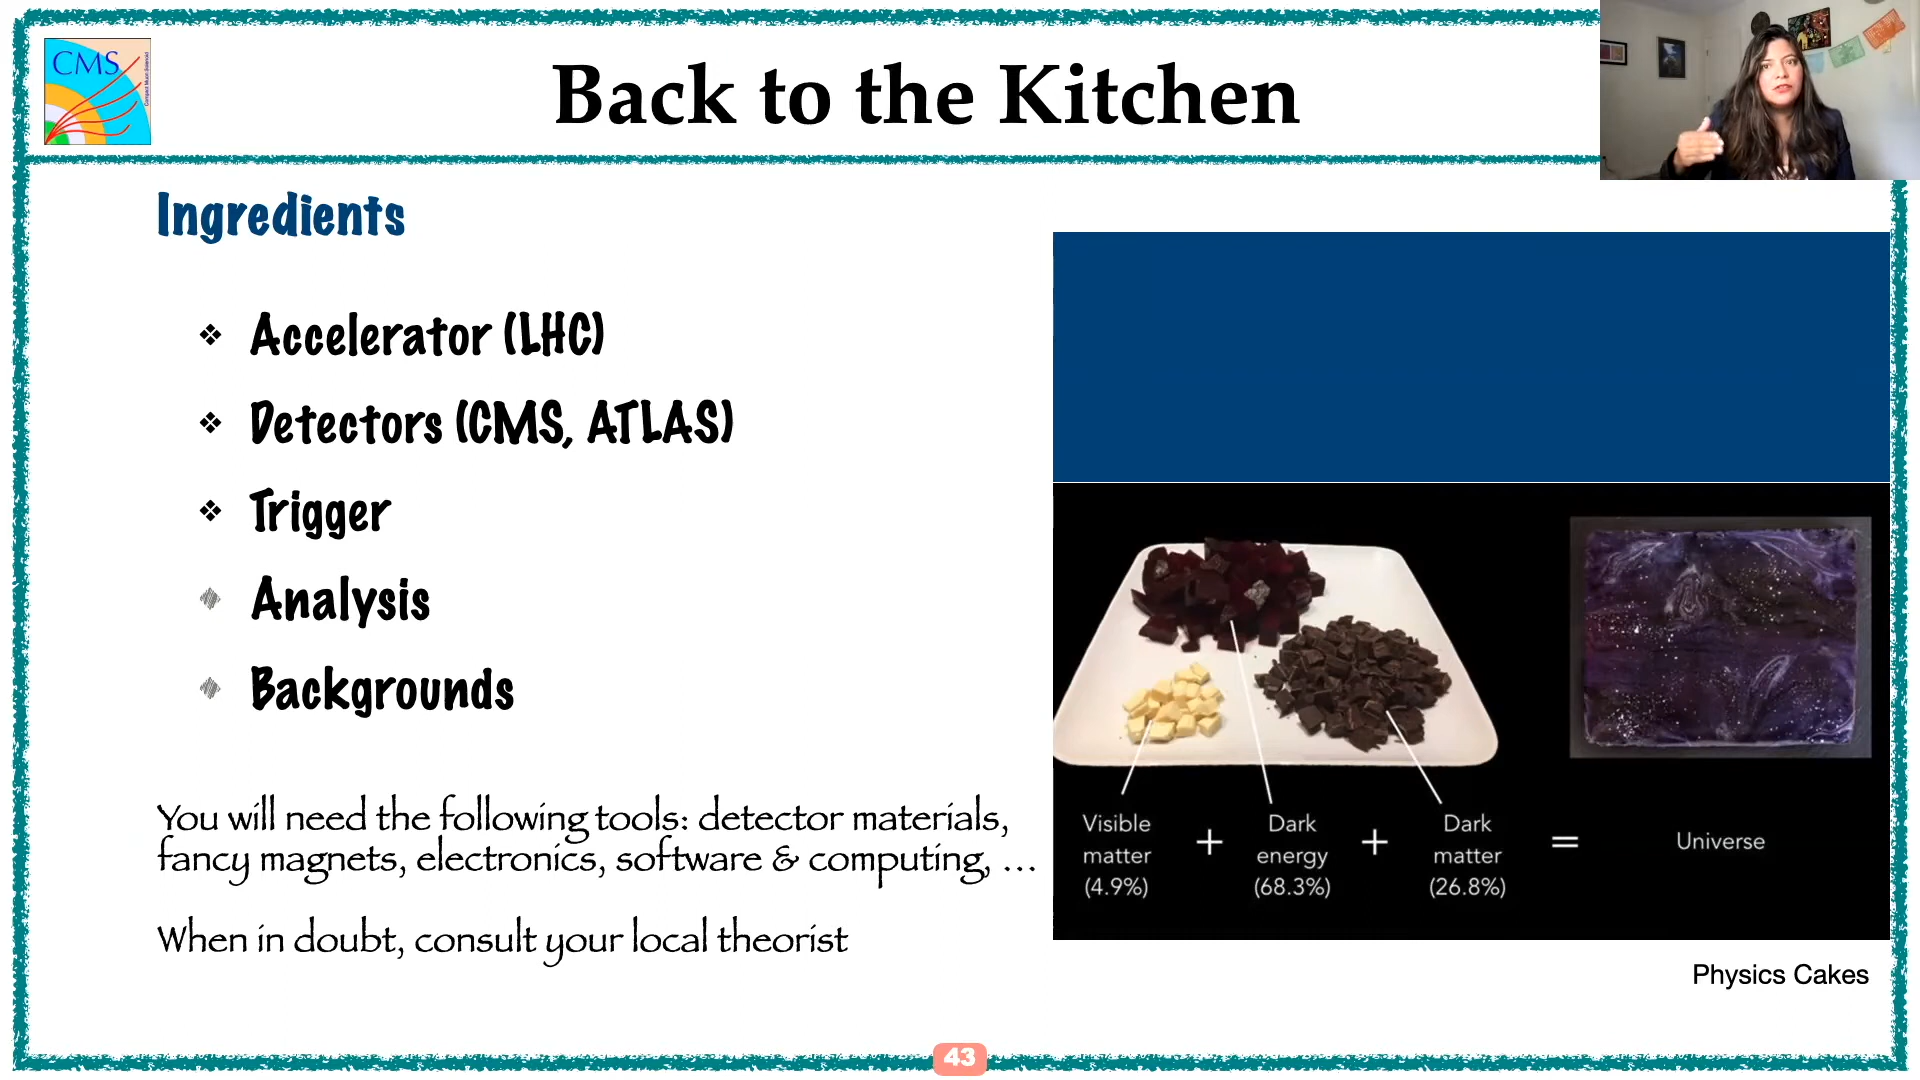 CMS
Back to the Kitchen
Ingredients
Accelerator (LHC)
Detectors (CMS, ATLAS)
Trigger
Analysis
Backgrounds
You will need the following tools: detector materials,
fancy magnets, electronics, software & computing, …
When in doubt, consult your local theorist
Visible matter (4.9%) + Dark energy (68.3%) + Dark matter (26.8%) = Universe
Physics Cakes
43